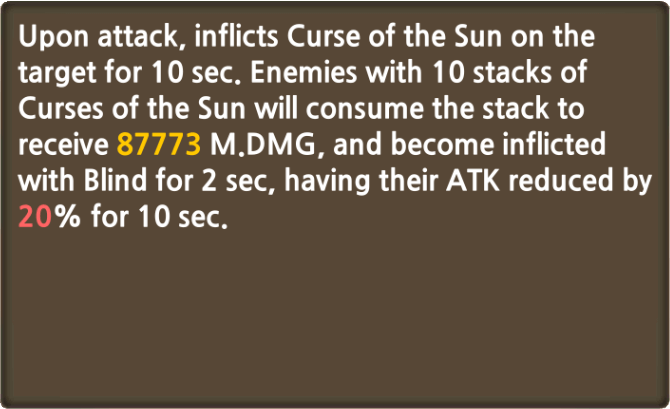 Upon attack, inflicts Curse of the Sun on the
target for 10 sec. Enemies with 10 stacks of
Curses of the Sun will consume the stack to
receive 87773 M.DMG, and become inflicted
with Blind for 2 sec, having their ATK reduced by
20% for 10 sec.